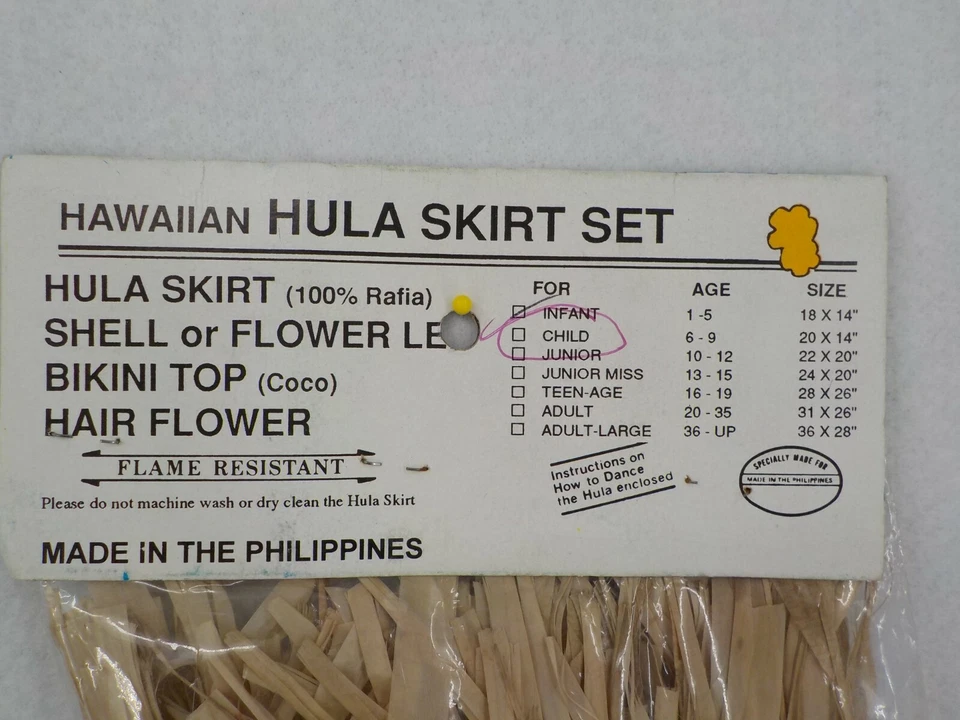 HAWAIIAN HULA SKIRT SET
HULA SKIRT (100% Rafia)
SHELL or FLOWER LE
BIKINI TOP (Coco)
HAIR FLOWER
FLAME RESISTANT
Please do not machine wash or dry clean the Hula Skirt
MADE iN THE PHILIPPINES
FOR AGE SIZE
INFANT 1 -5 18 X 14"
CHILD 6 - 9 20 X 14"
JUNIOR 10 - 12 22 X 20"
JUNIOR MISS 13 - 15 24 X 20"
TEEN-AGE 16 - 19 28 X 26"
ADULT 20 - 35 31 X 26"
ADULT-LARGE 36 - UP 36 X 28"
Instructions on
How to Dance
the Hula enclosed
SPECIALLY MADE FOR
MADE IN THE PHILIPPINES